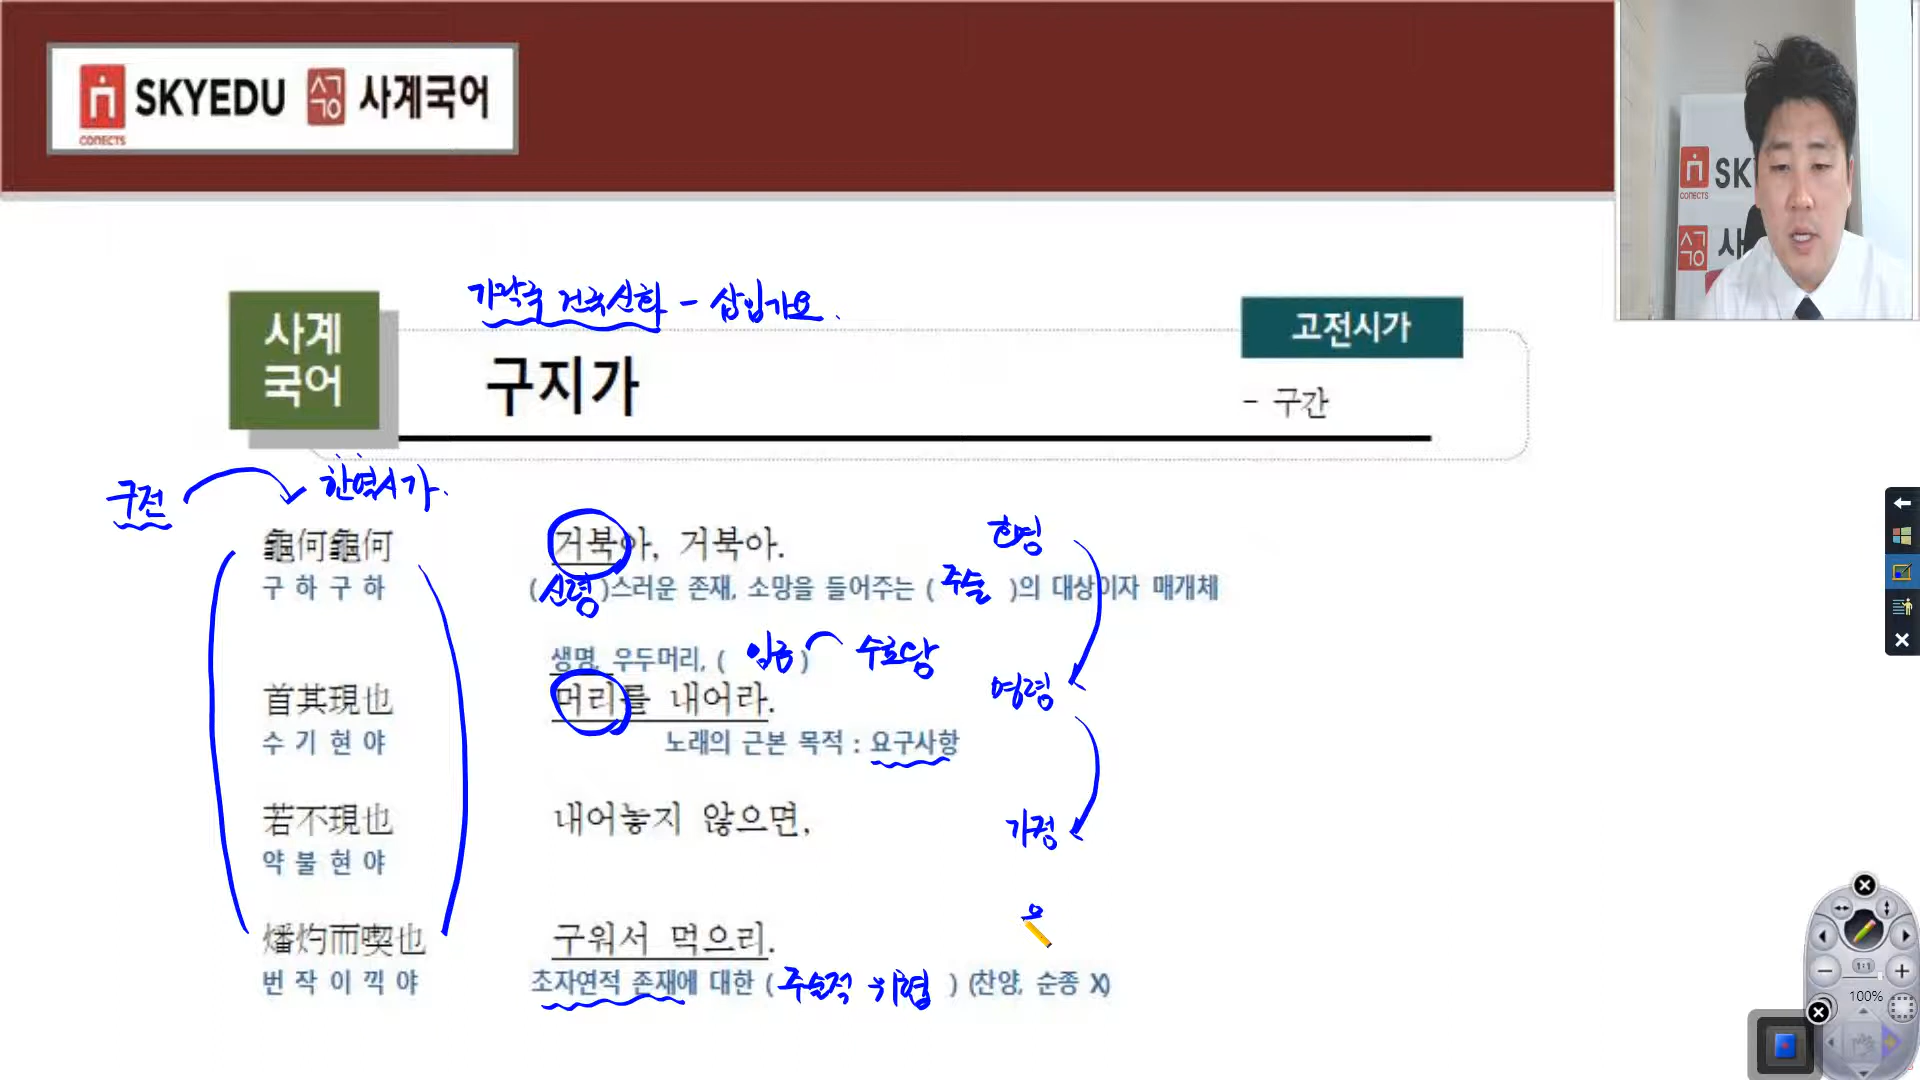 SKYEDU 사계국어
CONECTS
SK
CONECTS
사
가락국 건국신화 - 삽입가요.
사계
국어
구지가
고전시가
- 구간
구전
한역시가.
龜何龜何
구 하 구 하
거북아, 거북아.
호명
(신령)스러운 존재, 소망을 들어주는 (주술)의 대상이자 매개체
생명, 우두머리, (임금) 수로왕
首其現也
수 기 현 야
머리를 내어라.
명령
노래의 근본 목적 : 요구사항
若不現也
약 불 현 야
내어놓지 않으면,
가정
燔灼而喫也
번 작 이 끽 야
구워서 먹으리.
초자연적 존재에 대한 (주술적 위협) (찬양, 순종 X)
1:1
100%